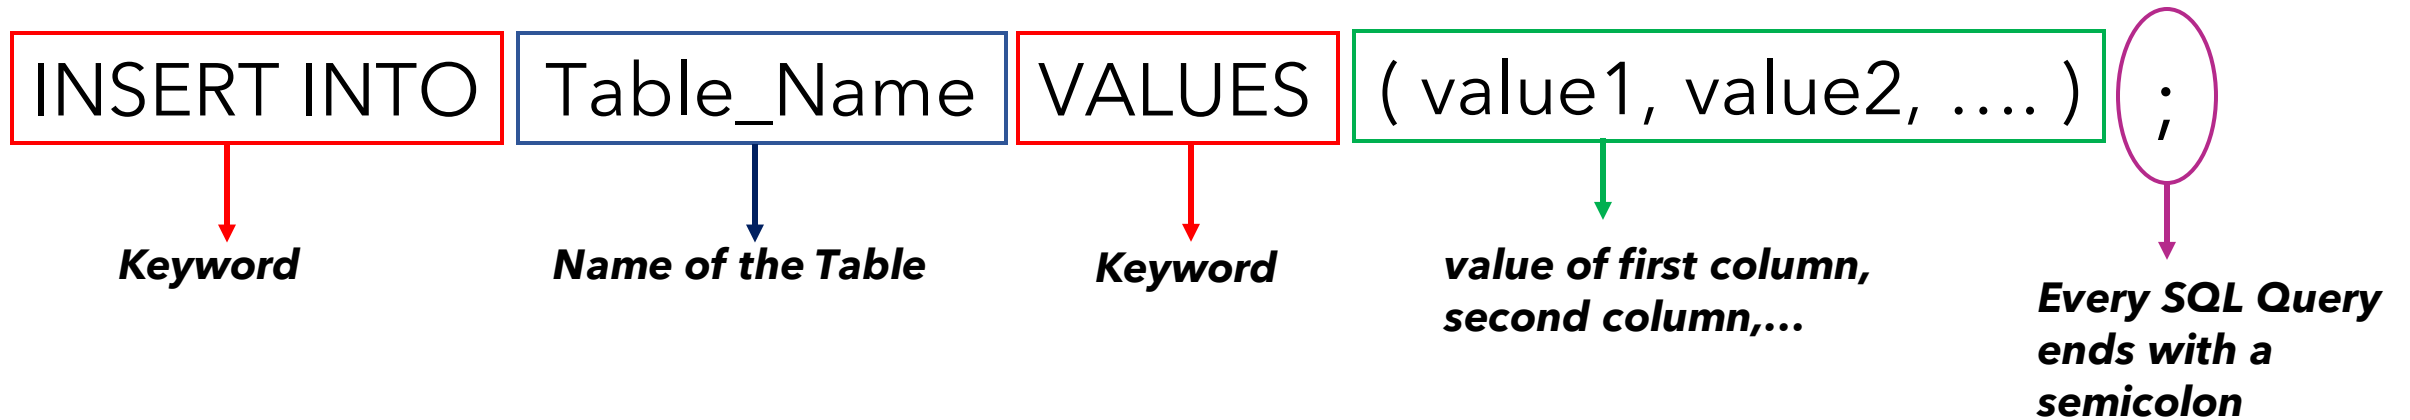 INSERT INTO Table_Name VALUES ( value1, value2, .... ) ;
Keyword
Name of the Table
Keyword
value of first column,
second column,...
Every SQL Query
ends with a
semicolon